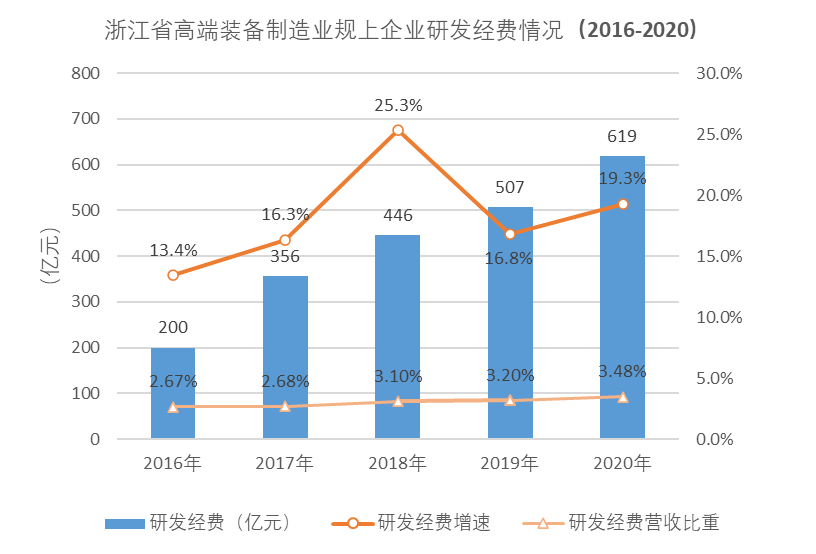 浙江省高端装备制造业规上企业研发经费情况（2016-2020）
800 30.0%
700 25.3% 25.0%
619
600 507 19.3% 20.0%
500 16.3% 446
400 13.4% 356 16.8% 15.0%
（亿元）
300 10.0%
200 200
2.67% 2.68% 3.10% 3.20% 3.48% 5.0%
100
0 0.0%
2016年 2017年 2018年 2019年 2020年
研发经费（亿元） 研发经费增速 研发经费营收比重